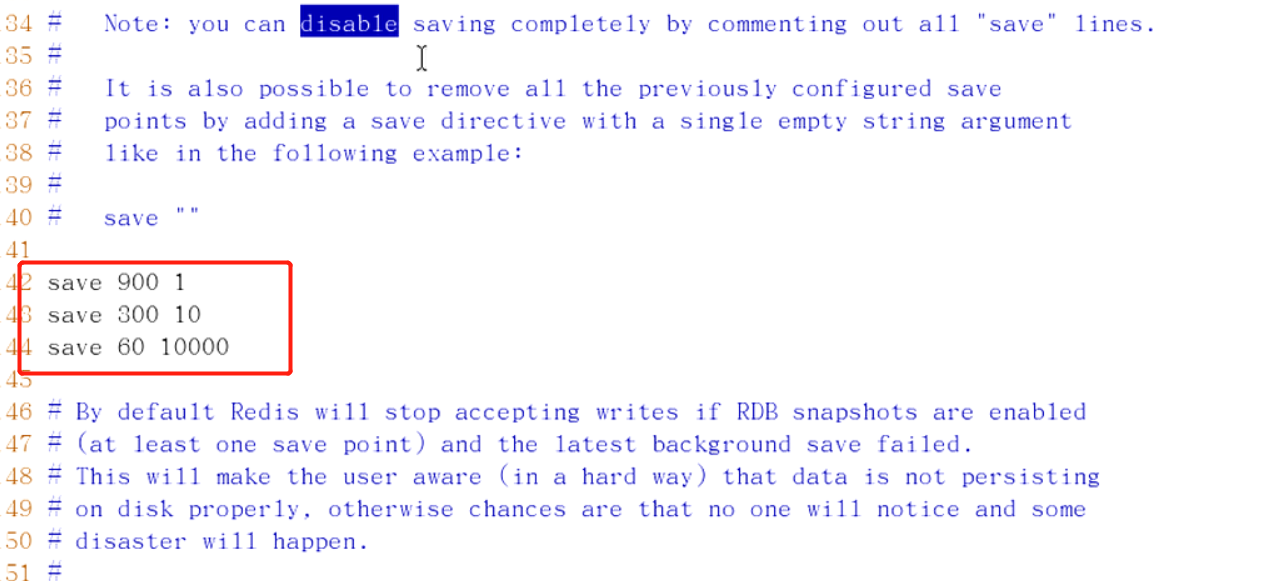 34 #   Note: you can disable saving completely by commenting out all "save" lines.
35 #
36 #   It is also possible to remove all the previously configured save
37 #   points by adding a save directive with a single empty string argument
38 #   like in the following example:
39 #
40 #   save ""
41
42 save 900 1
43 save 300 10
44 save 60 10000
45
46 # By default Redis will stop accepting writes if RDB snapshots are enabled
47 # (at least one save point) and the latest background save failed.
48 # This will make the user aware (in a hard way) that data is not persisting
49 # on disk properly, otherwise chances are that no one will notice and some
50 # disaster will happen.
51 #